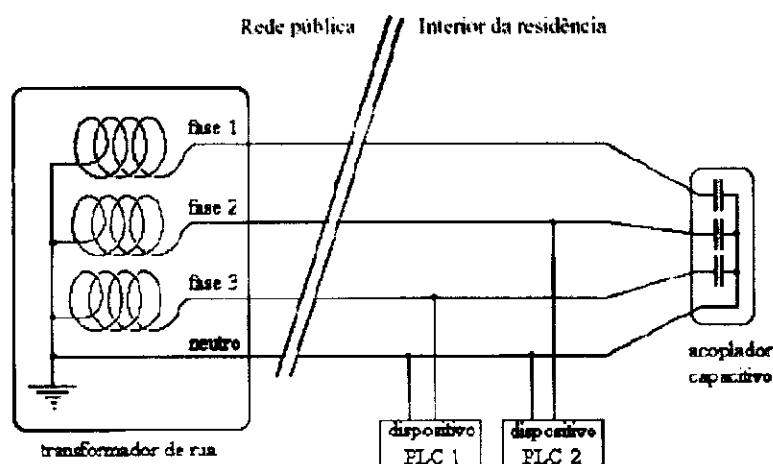 Rede pública
Interior da residência
fase 1
fase 2
fase 3
neutro
transformador de rua
dispositivo
PLC 1
dispositivo
PLC 2
acoplador
capacitivo